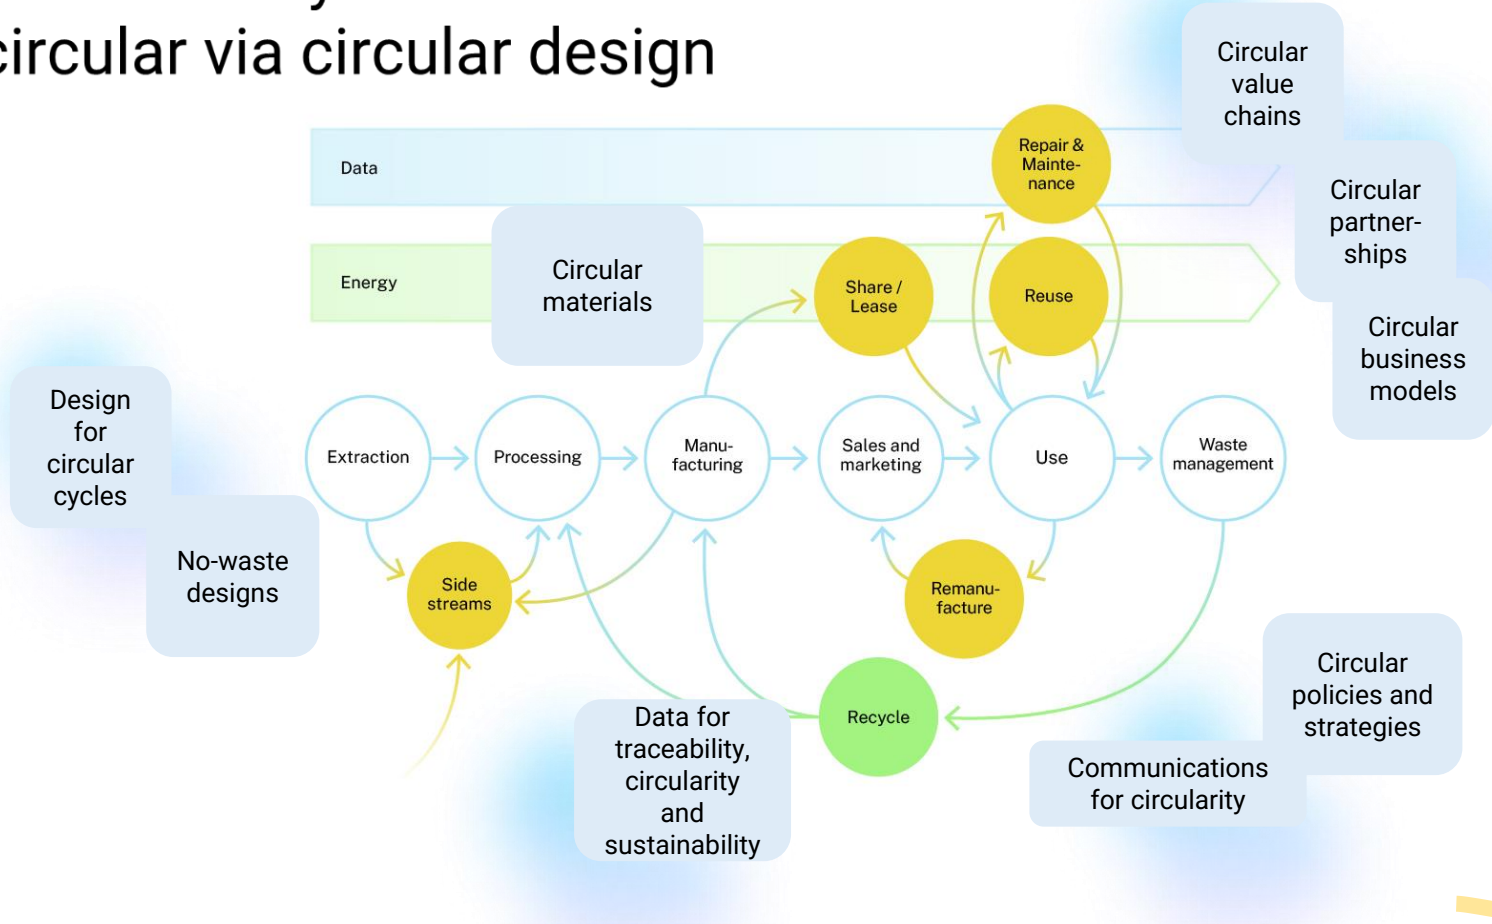 circular via circular design
Circular
value
chains
Repair &
Mainte-
nance
Data
Circular
partner-
ships
Circular
materials
Energy
Share /
Lease
Reuse
Circular
business
models
Design
for
circular
cycles
Extraction
Processing
Manu-
facturing
Sales and
marketing
Use
Waste
management
No-waste
designs
Side
streams
Remanu-
facture
Circular
policies and
strategies
Recycle
Data for
traceability,
circularity
and
sustainability
Communications
for circularity